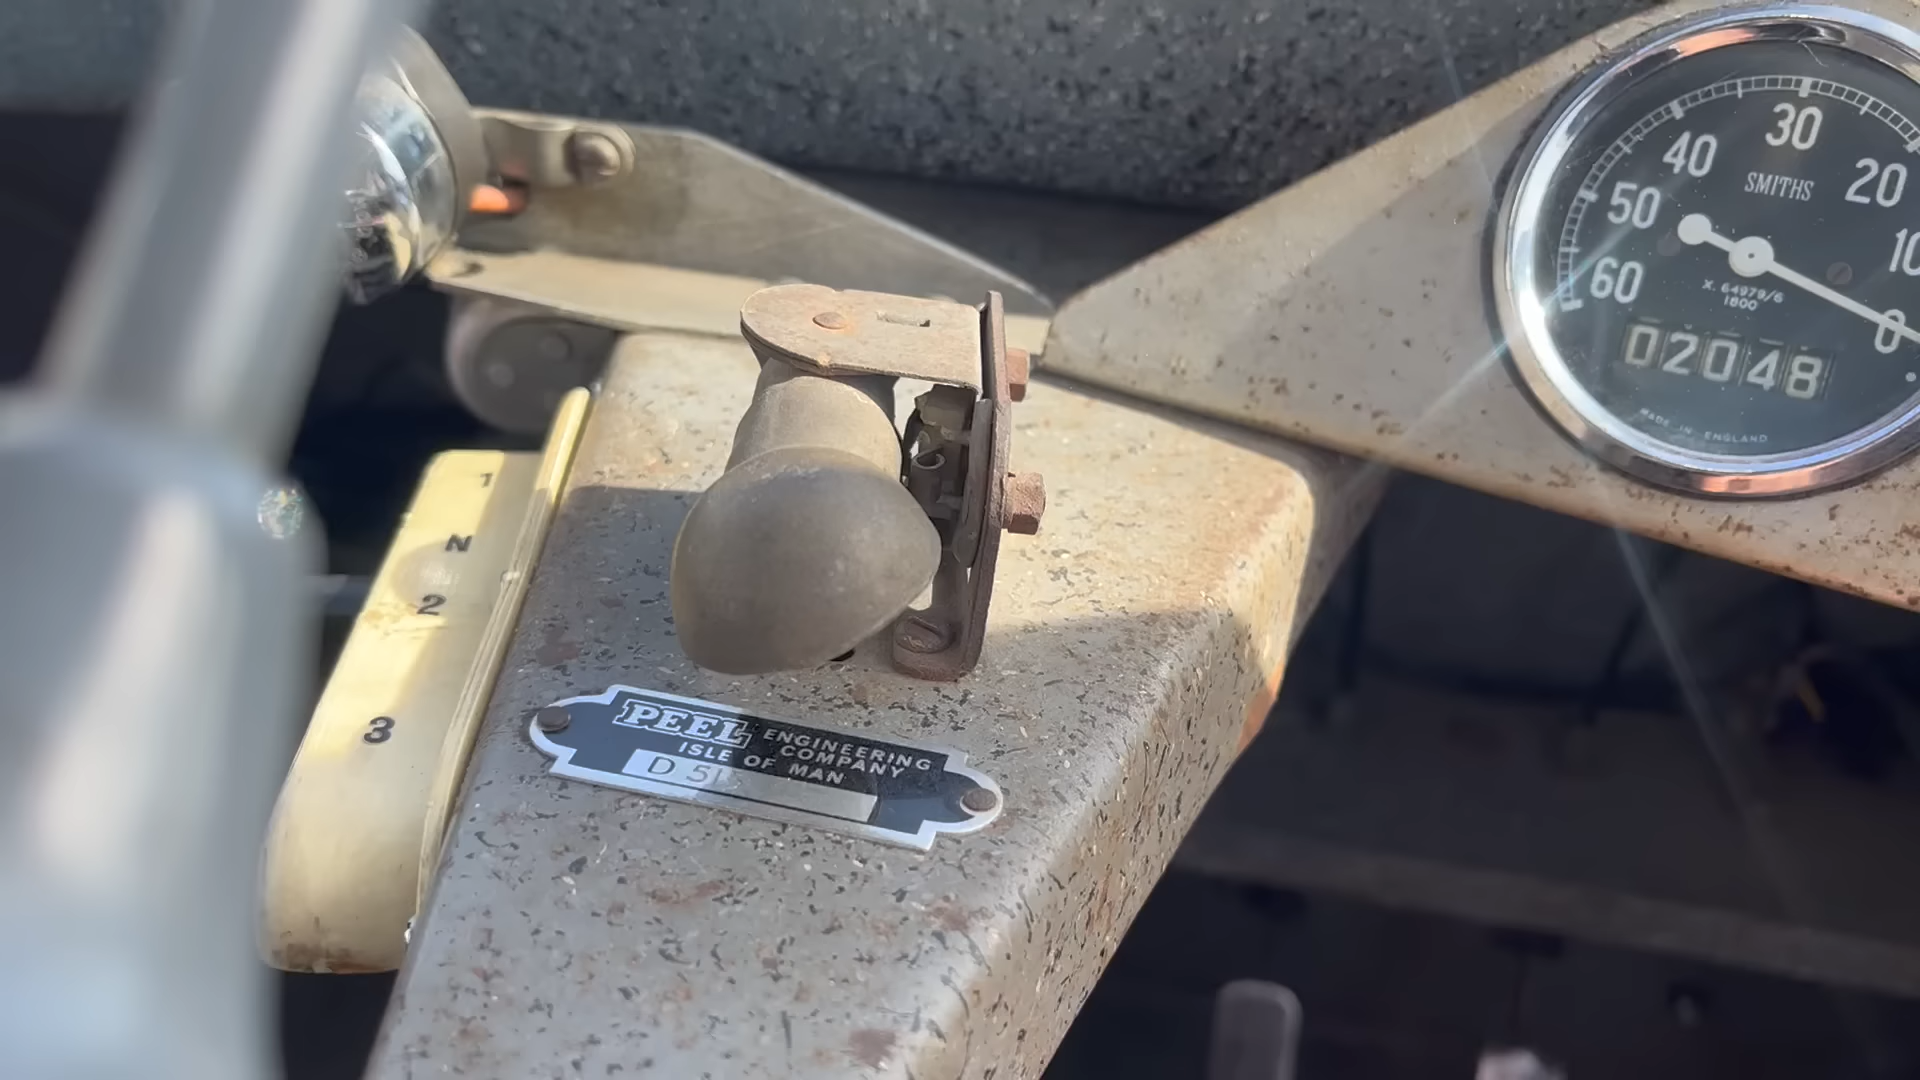 60
50
40
30
20
10
0
SMITHS
X. 64979/6
1800
02048
MADE IN ENGLAND
1
N
2
3
PEEL ENGINEERING
COMPANY
ISLE OF MAN